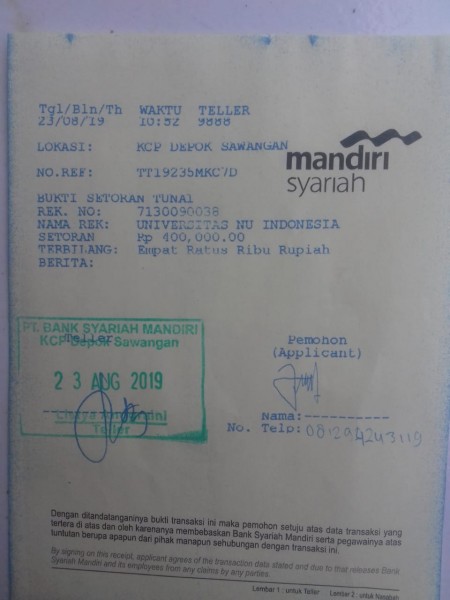 Tgl/Bln/Th WAKTU TELLER
23/08/19 10:52 9888
LOKASI: KCP DEPOK SAWANGAN
mandiri
syariah
NO.REF: TT19235MKC7D
BUKTI SETORAN TUNAI
REK. NO: 7130090038
NAMA REK: UNIVERSITAS NU INDONESIA
SETORAN Rp 400,000.00
TERBILANG: Empat Ratus Ribu Rupiah
BERITA:
PT. BANK SYARIAH MANDIRI
KCP Depok Sawangan
Teller
23 AUG 2019
Teller
Pemohon
(Applicant)
Nama:-----------
No. Telp: 081294243119
Dengan ditandatanganinya bukti transaksi ini maka pemohon setuju atas data transaksi yang
tertera di atas dan oleh karenanya membebaskan Bank Syariah Mandiri serta pegawainya atas
tuntutan berupa apapun dari pihak manapun sehubungan dengan transaksi ini.
By signing on this receipt, applicant agrees of the transaction data stated and due to that releases Bank
Syariah Mandiri and its employees from any claims by any parties.
Lembar 1 : untuk Teller Lembar 2 : untuk Nasabah